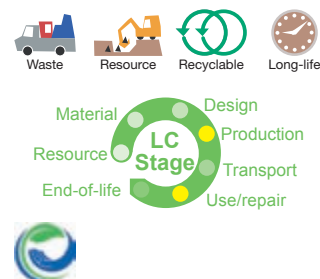 Waste Resource Recyclable Long-life
Material
Design
Production
LC
Stage
Resource
Transport
End-of-life
Use/repair